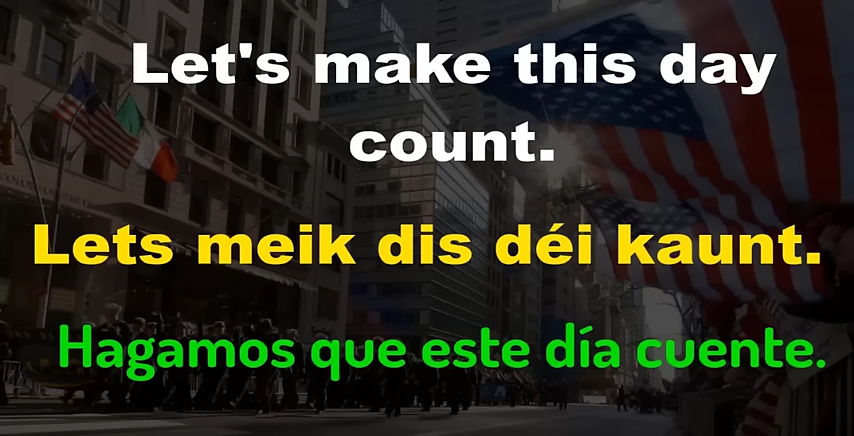 Let's make this day
count.
Lets meik dis déi kaunt.
Hagamos que este día cuente.